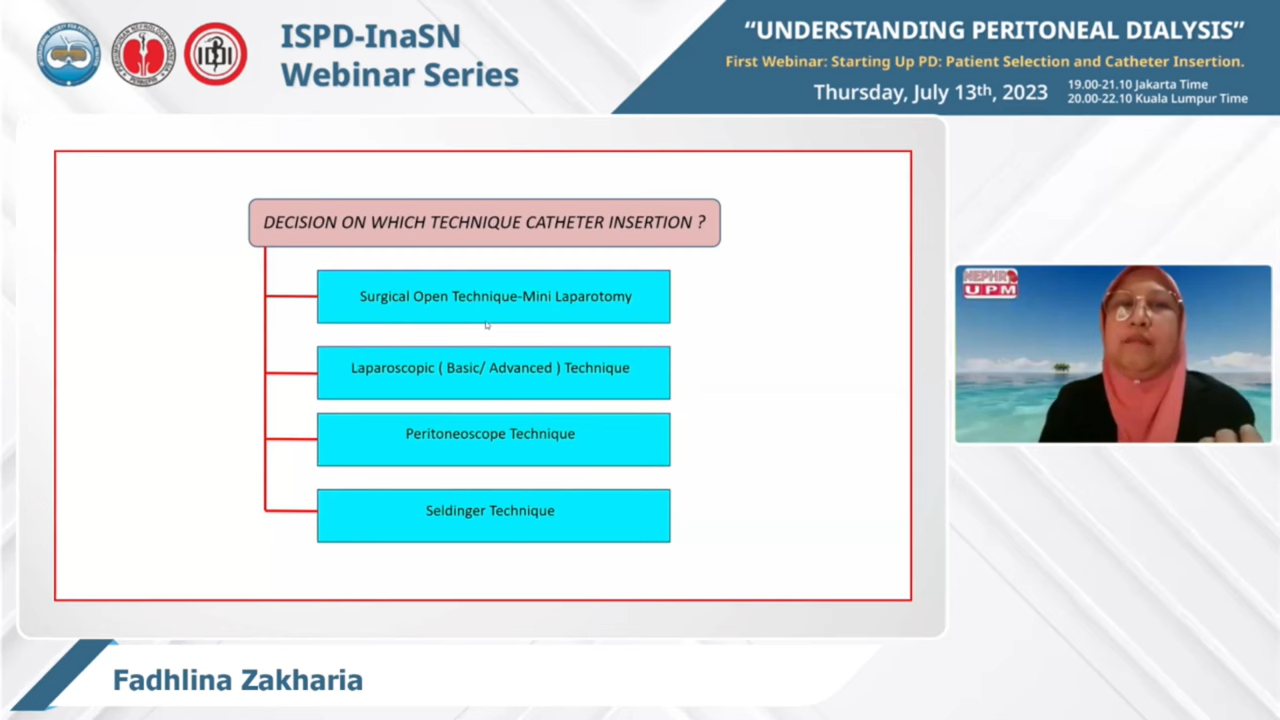 ISPD-InaSN
Webinar Series
“UNDERSTANDING PERITONEAL DIALYSIS”
First Webinar: Starting Up PD: Patient Selection and Catheter Insertion.
Thursday, July 13th, 2023
19.00-21.10 Jakarta Time
20.00-22.10 Kuala Lumpur Time
DECISION ON WHICH TECHNIQUE CATHETER INSERTION ?
Surgical Open Technique-Mini Laparotomy
Laparoscopic ( Basic/ Advanced ) Technique
Peritoneoscope Technique
Seldinger Technique
NEPHRO
UPM
Fadhlina Zakharia